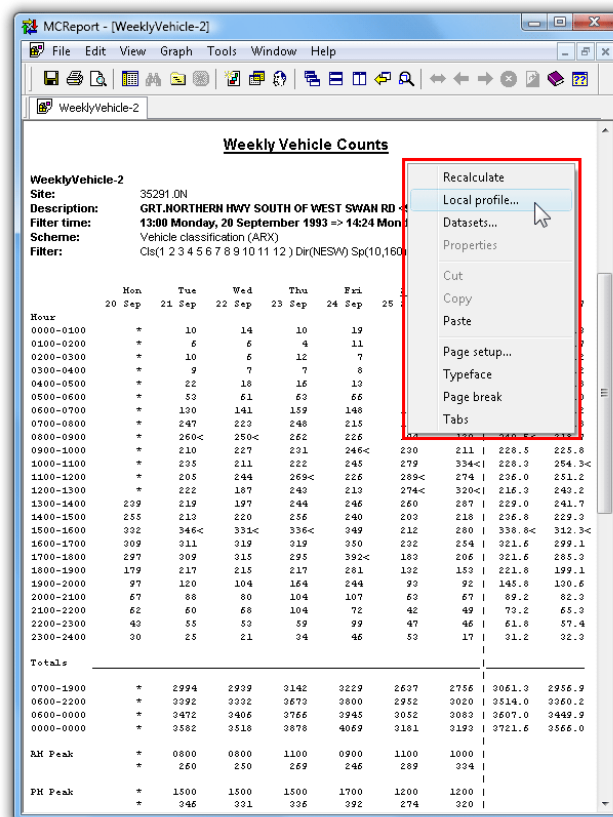 MCReport - [WeeklyVehicle-2]
File Edit View Graph Tools Window Help
WeeklyVehicle-2
Weekly Vehicle Counts
WeeklyVehicle-2
Site: 35291.0N
Description: GRT.NORTHERN HWY SOUTH OF WEST SWAN RD <
Filter time: 13:00 Monday, 20 September 1993 => 14:24 Mon
Scheme: Vehicle classification (ARX)
Filter: Cls(1 2 3 4 5 6 7 8 9 10 11 12 ) Dir(NESW) Sp(10,160)
Recalculate
Local profile...
Datasets...
Properties
Cut
Copy
Paste
Page setup...
Typeface
Page break
Tabs
Mon Tue Wed Thu Fri
20 Sep 21 Sep 22 Sep 23 Sep 24 Sep 25
Hour
0000-0100 * 10 14 10 19
0100-0200 * 6 6 4 11
0200-0300 * 10 6 12 7
0300-0400 * 9 7 7 8
0400-0500 * 22 18 16 13
0500-0600 * 53 61 63 66
0600-0700 * 130 141 159 148
0700-0800 * 247 223 248 215
0800-0900 * 260< 250< 262 226
0900-1000 * 210 227 231 246< 230 211 | 228.5 225.8
1000-1100 * 235 211 222 245 279 334<| 228.3 254.3<
1100-1200 * 205 244 269< 226 289< 274 | 236.0 251.2
1200-1300 * 222 187 243 213 274< 320<| 216.3 243.2
1300-1400 239 219 197 244 246 260 287 | 229.0 241.7
1400-1500 255 213 220 256 240 203 218 | 236.8 229.3
1500-1600 332 346< 331< 336< 349 212 280 | 338.8< 312.3<
1600-1700 309 311 319 319 350 232 254 | 321.6 299.1
1700-1800 297 309 315 295 392< 183 206 | 321.6 285.3
1800-1900 179 217 215 217 281 132 153 | 221.8 199.1
1900-2000 97 120 104 164 244 93 92 | 145.8 130.6
2000-2100 67 88 80 104 107 63 67 | 89.2 82.3
2100-2200 62 60 68 104 72 42 49 | 73.2 65.3
2200-2300 43 55 53 59 99 47 46 | 61.8 57.4
2300-2400 30 25 21 34 46 53 17 | 31.2 32.3
Totals
0700-1900 * 2994 2939 3142 3229 2637 2756 | 3061.3 2956.9
0600-2200 * 3392 3332 3673 3800 2952 3020 | 3514.0 3360.2
0600-0000 * 3472 3406 3766 3945 3052 3083 | 3607.0 3449.9
0000-0000 * 3582 3518 3878 4069 3181 3193 | 3721.6 3566.0
AM Peak * 0800 0800 1100 0900 1100 1000 |
* 260 250 269 246 289 334 |
PM Peak * 1500 1500 1500 1700 1200 1200 |
* 346 331 336 392 274 320 |